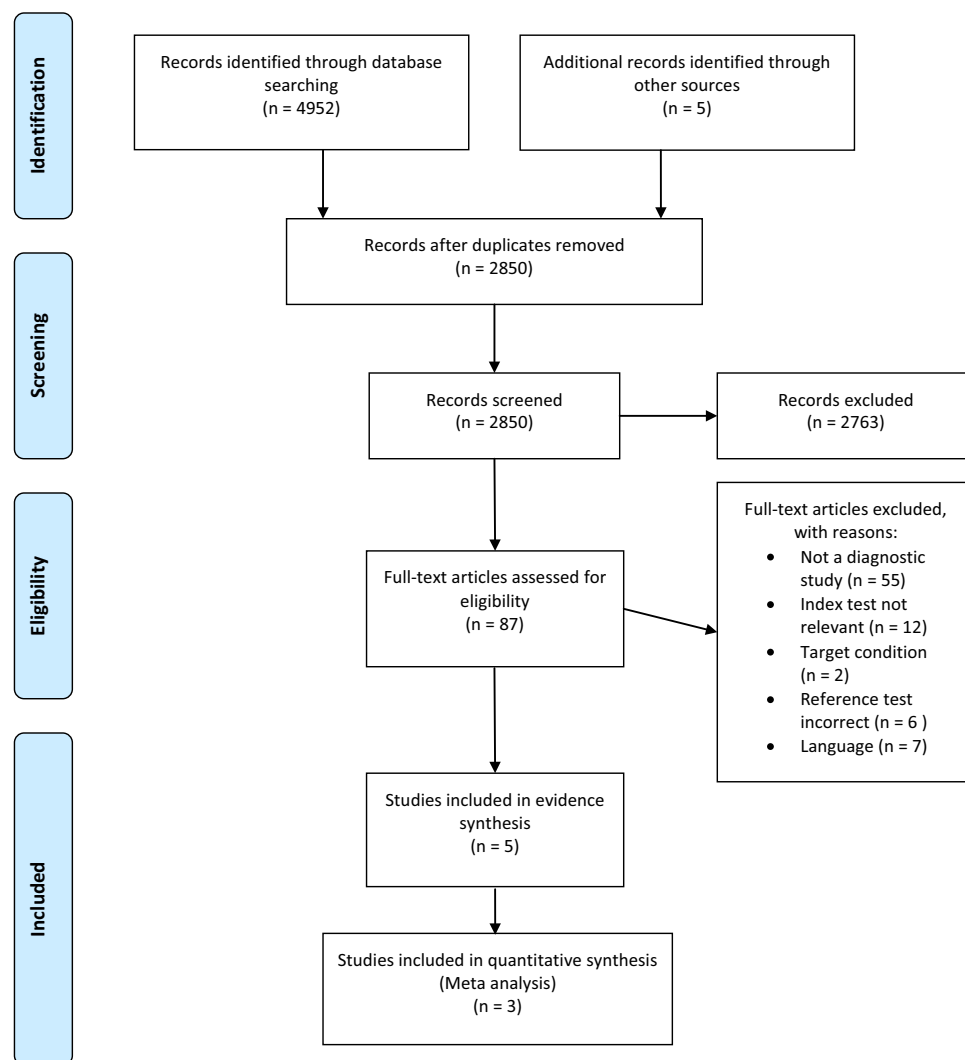 Identification
Records identified through database
searching
(n = 4952)
Additional records identified through
other sources
(n = 5)
Records after duplicates removed
(n = 2850)
Screening
Records screened
(n = 2850)
Records excluded
(n = 2763)
Eligibility
Full-text articles assessed for
eligibility
(n = 87)
Full-text articles excluded,
with reasons:
• Not a diagnostic
study (n = 55)
• Index test not
relevant (n = 12)
• Target condition
(n = 2)
• Reference test
incorrect (n = 6 )
• Language (n = 7)
Included
Studies included in evidence
synthesis
(n = 5)
Studies included in quantitative synthesis
(Meta analysis)
(n = 3)